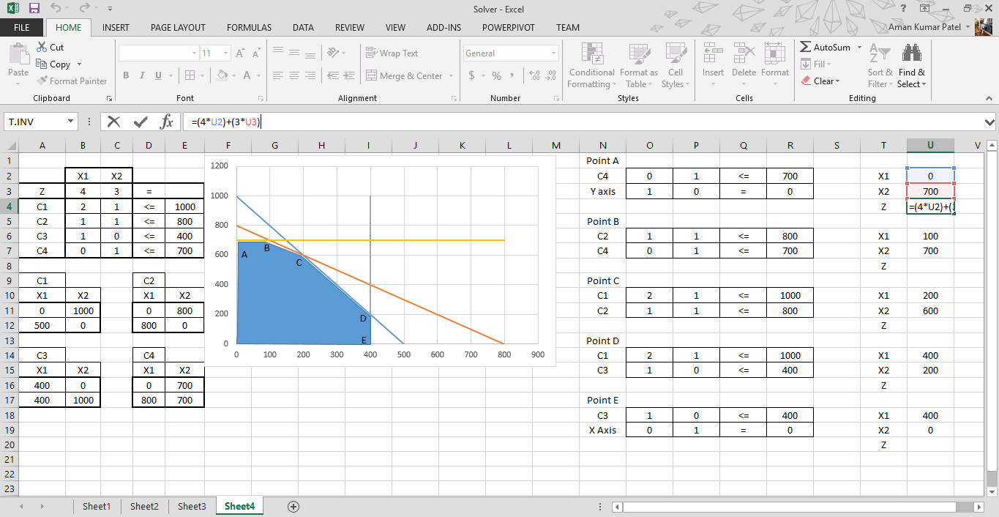 Solver - Excel
?
FILE HOME INSERT PAGE LAYOUT FORMULAS DATA REVIEW VIEW ADD-INS POWERPIVOT TEAM Aman Kumar Patel
Paste Cut Copy Format Painter
11 A A B I U A
Wrap Text Merge & Center
General $ % ,
Conditional Formatting Format as Table Cell Styles
Insert Delete Format
AutoSum Fill Clear Sort & Filter Find & Select
Clipboard Font Alignment Number Styles Cells Editing
T.INV fx =(4*U2)+(3*U3)
A B C D E F G H I J K L M N O P Q R S T U V
1 Point A
2 X1 X2 C4 0 1 <= 700 X1 0
3 Z 4 3 = Y axis 1 0 = 0 X2 700
4 C1 2 1 <= 1000 Z =(4*U2)+(3
5 C2 1 1 <= 800 Point B
6 C3 1 0 <= 400 C2 1 1 <= 800 X1 100
7 C4 0 1 <= 700 C4 0 1 <= 700 X2 700
8 Z
9 C1 C2 Point C
10 X1 X2 X1 X2 C1 2 1 <= 1000 X1 200
11 0 1000 0 800 C2 1 1 <= 800 X2 600
12 500 0 800 0 Z
13 Point D
14 C3 C4 C1 2 1 <= 1000 X1 400
15 X1 X2 X1 X2 C3 1 0 <= 400 X2 200
16 400 0 0 700 Z
17 400 1000 800 700 Point E
18 C3 1 0 <= 400 X1 400
19 X Axis 0 1 = 0 X2 0
20 Z
21
22
23
1200
1000
800
600
400
200
0
A B C D E
0 100 200 300 400 500 600 700 800 900
Sheet1 Sheet2 Sheet3 Sheet4